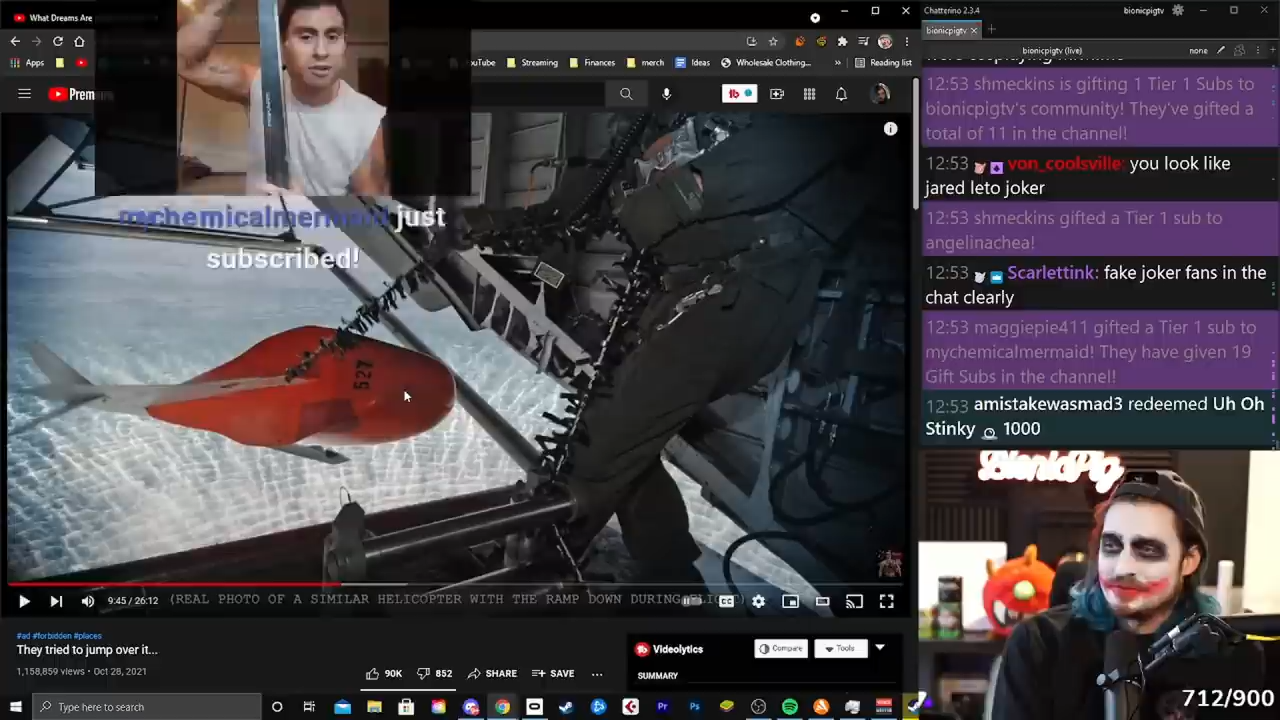 What Dreams Are
Apps
YouTube
Streaming
Finances
merch
Ideas
Wholesale Clothing...
»
Reading list
Prem
mychemicalmermaid just
subscribed!
527
9:45 / 26:12
(REAL PHOTO OF A SIMILAR HELICOPTER WITH THE RAMP DOWN DURING
#ad #forbidden #places
They tried to jump over it...
1,158,859 views • Oct 28, 2021
90K
852
SHARE
SAVE
Videolytics
Compare
Tools
SUMMARY
Type here to search
Chatterino 2.3.4
bionicpigtv
bionicpigtv
bionicpigtv (live)
none
12:53 shmeckins is gifting 1 Tier 1 Subs to
bionicpigtv's community! They've gifted a
total of 11 in the channel!
12:53 von_coolsville: you look like
jared leto joker
12:53 shmeckins gifted a Tier 1 sub to
angelinachea!
12:53 Scarlettink: fake joker fans in the
chat clearly
12:53 maggiepie411 gifted a Tier 1 sub to
mychemicalmermaid! They have given 19
Gift Subs in the channel!
12:53 amistakewasmad3 redeemed Uh Oh
Stinky 1000
BionicPig
712/900